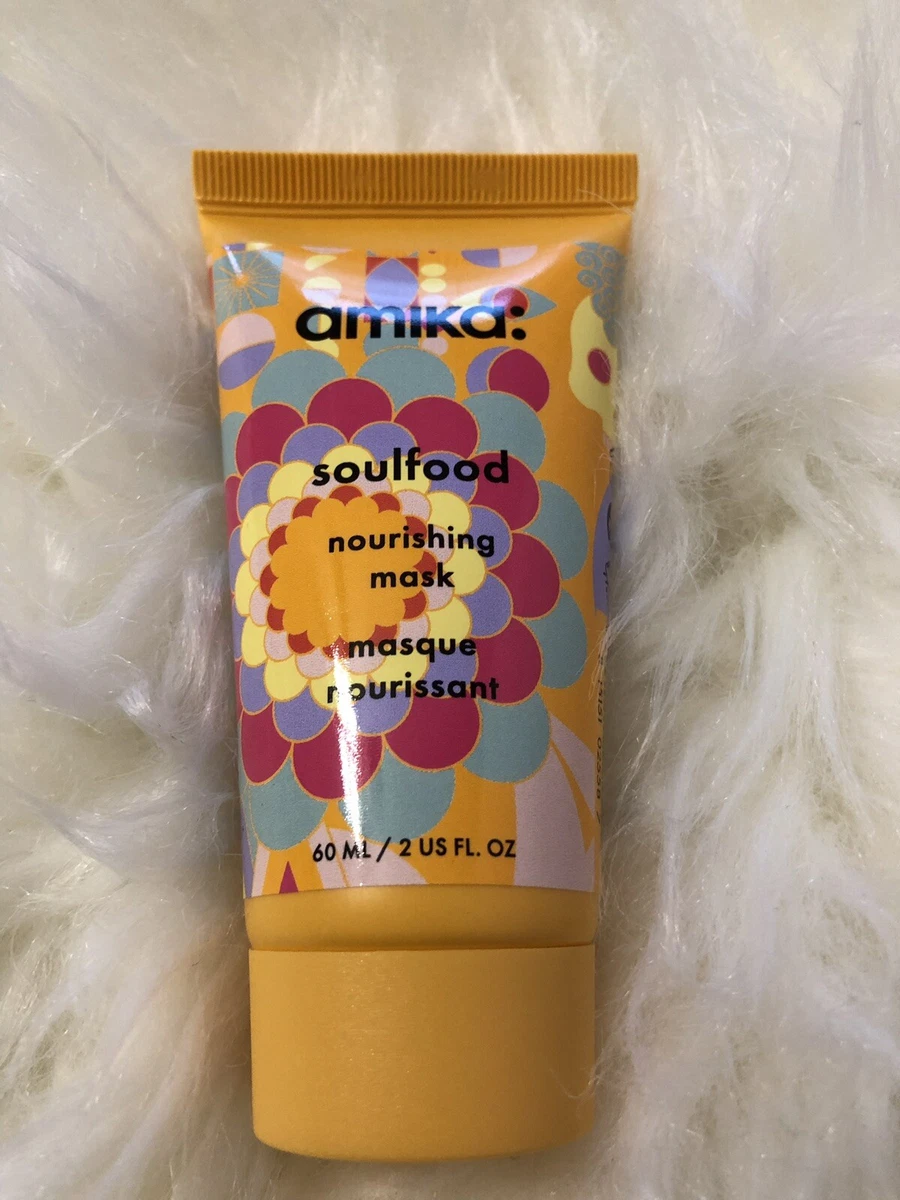 amika:
soulfood
nourishing
mask
masque
nourissant
60 ML / 2 US FL. OZ